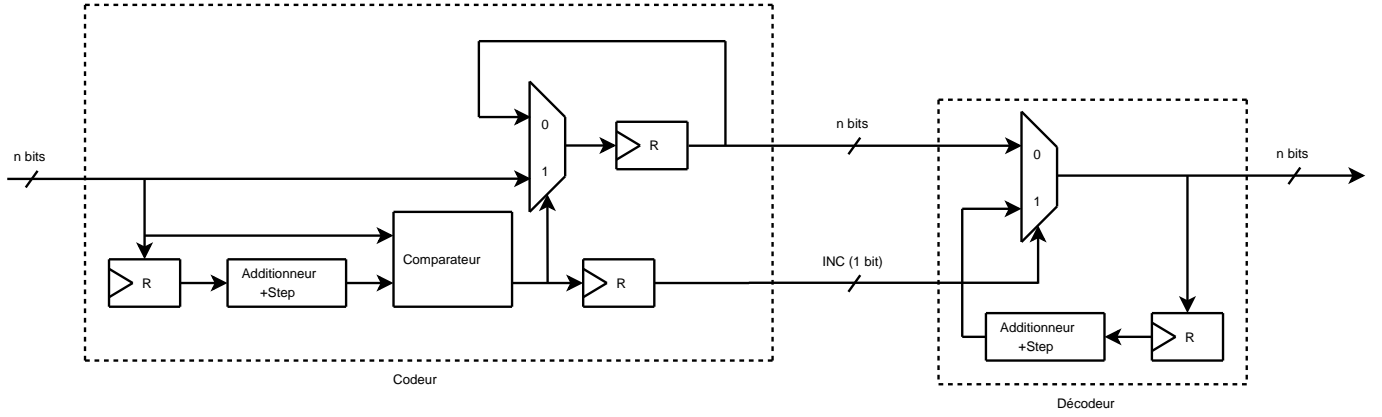 n bits
0
1
R
n bits
0
1
n bits
R
Additionneur
+Step
Comparateur
R
INC (1 bit)
Additionneur
+Step
R
Codeur
Décodeur